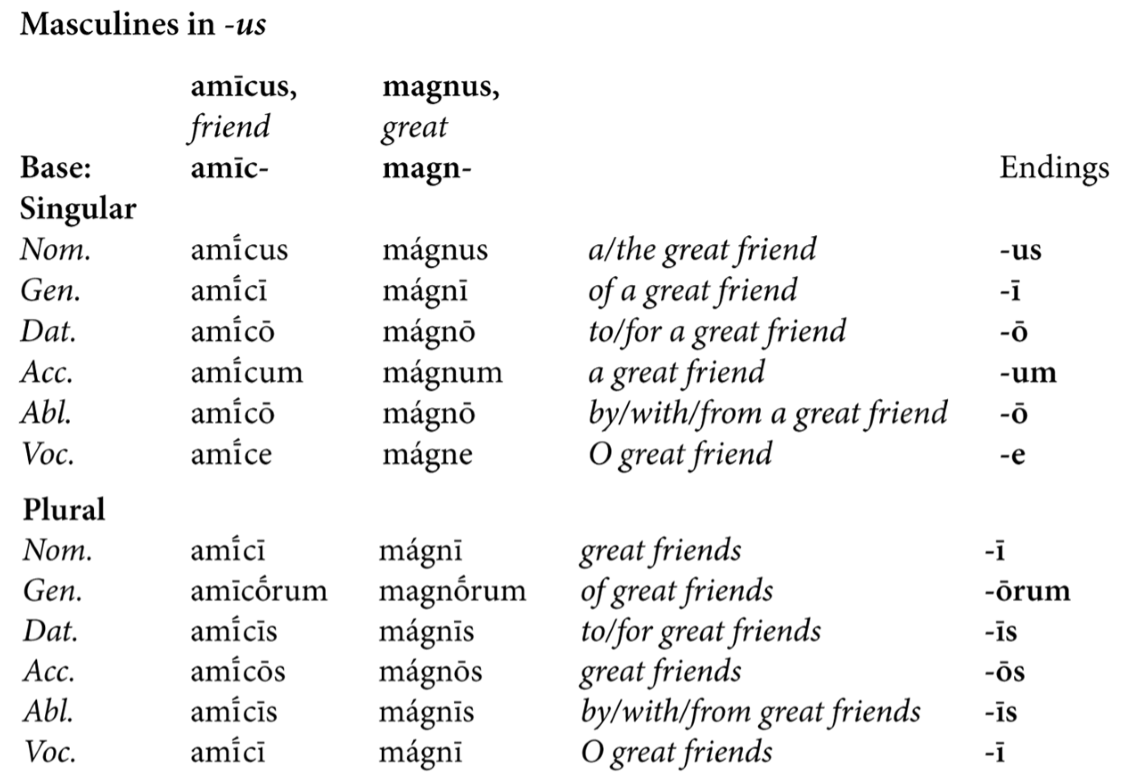 Masculines in -us
amīcus, magnus,
friend great
Base: amīc- magn- Endings
Singular
Nom. amī́cus mágnus a/the great friend -us
Gen. amī́cī mágnī of a great friend -ī
Dat. amī́cō mágnō to/for a great friend -ō
Acc. amī́cum mágnum a great friend -um
Abl. amī́cō mágnō by/with/from a great friend -ō
Voc. amī́ce mágne O great friend -e
Plural
Nom. amī́cī mágnī great friends -ī
Gen. amīcṓrum magnṓrum of great friends -ōrum
Dat. amī́cīs mágnīs to/for great friends -īs
Acc. amī́cōs mágnōs great friends -ōs
Abl. amī́cīs mágnīs by/with/from great friends -īs
Voc. amī́cī mágnī O great friends -ī